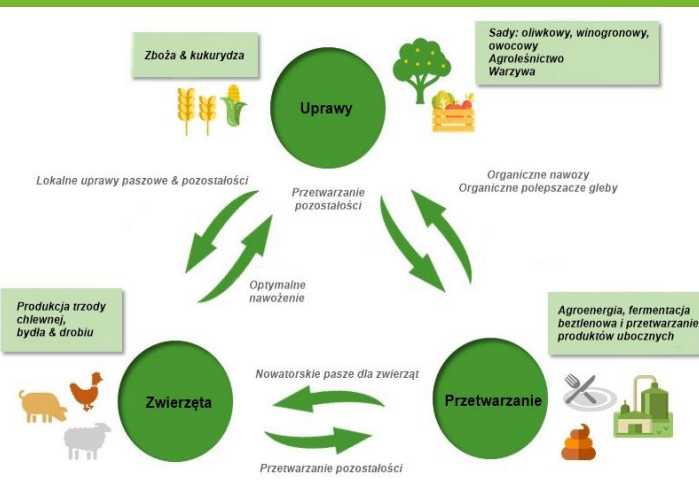 Zboża & kukurydza
Uprawy
Sady: oliwkowy, winogronowy,
owocowy
Agroleśnictwo
Warzywa
Lokalne uprawy paszowe & pozostałości
Przetwarzanie
pozostałości
Organiczne nawozy
Organiczne polepszacze gleby
Optymalne
nawożenie
Produkcja trzody
chlewnej,
bydła & drobiu
Agroenergia, fermentacja
beztlenowa i przetwarzanie
produktów ubocznych
Nowatorskie pasze dla zwierząt
Zwierzęta
Przetwarzanie
Przetwarzanie pozostałości